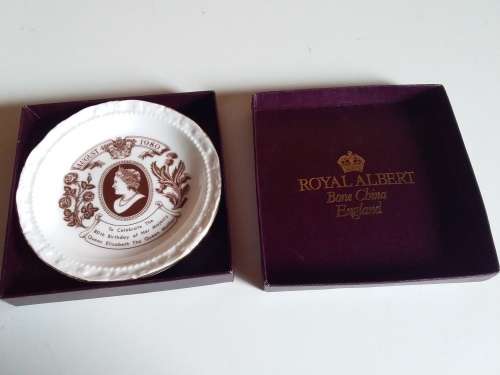 AUGUST 4 1980
To Celebrate The
80th Birthday of Her Majesty
Queen Elizabeth The Queen Mother
ROYAL ALBERT
Bone China
England